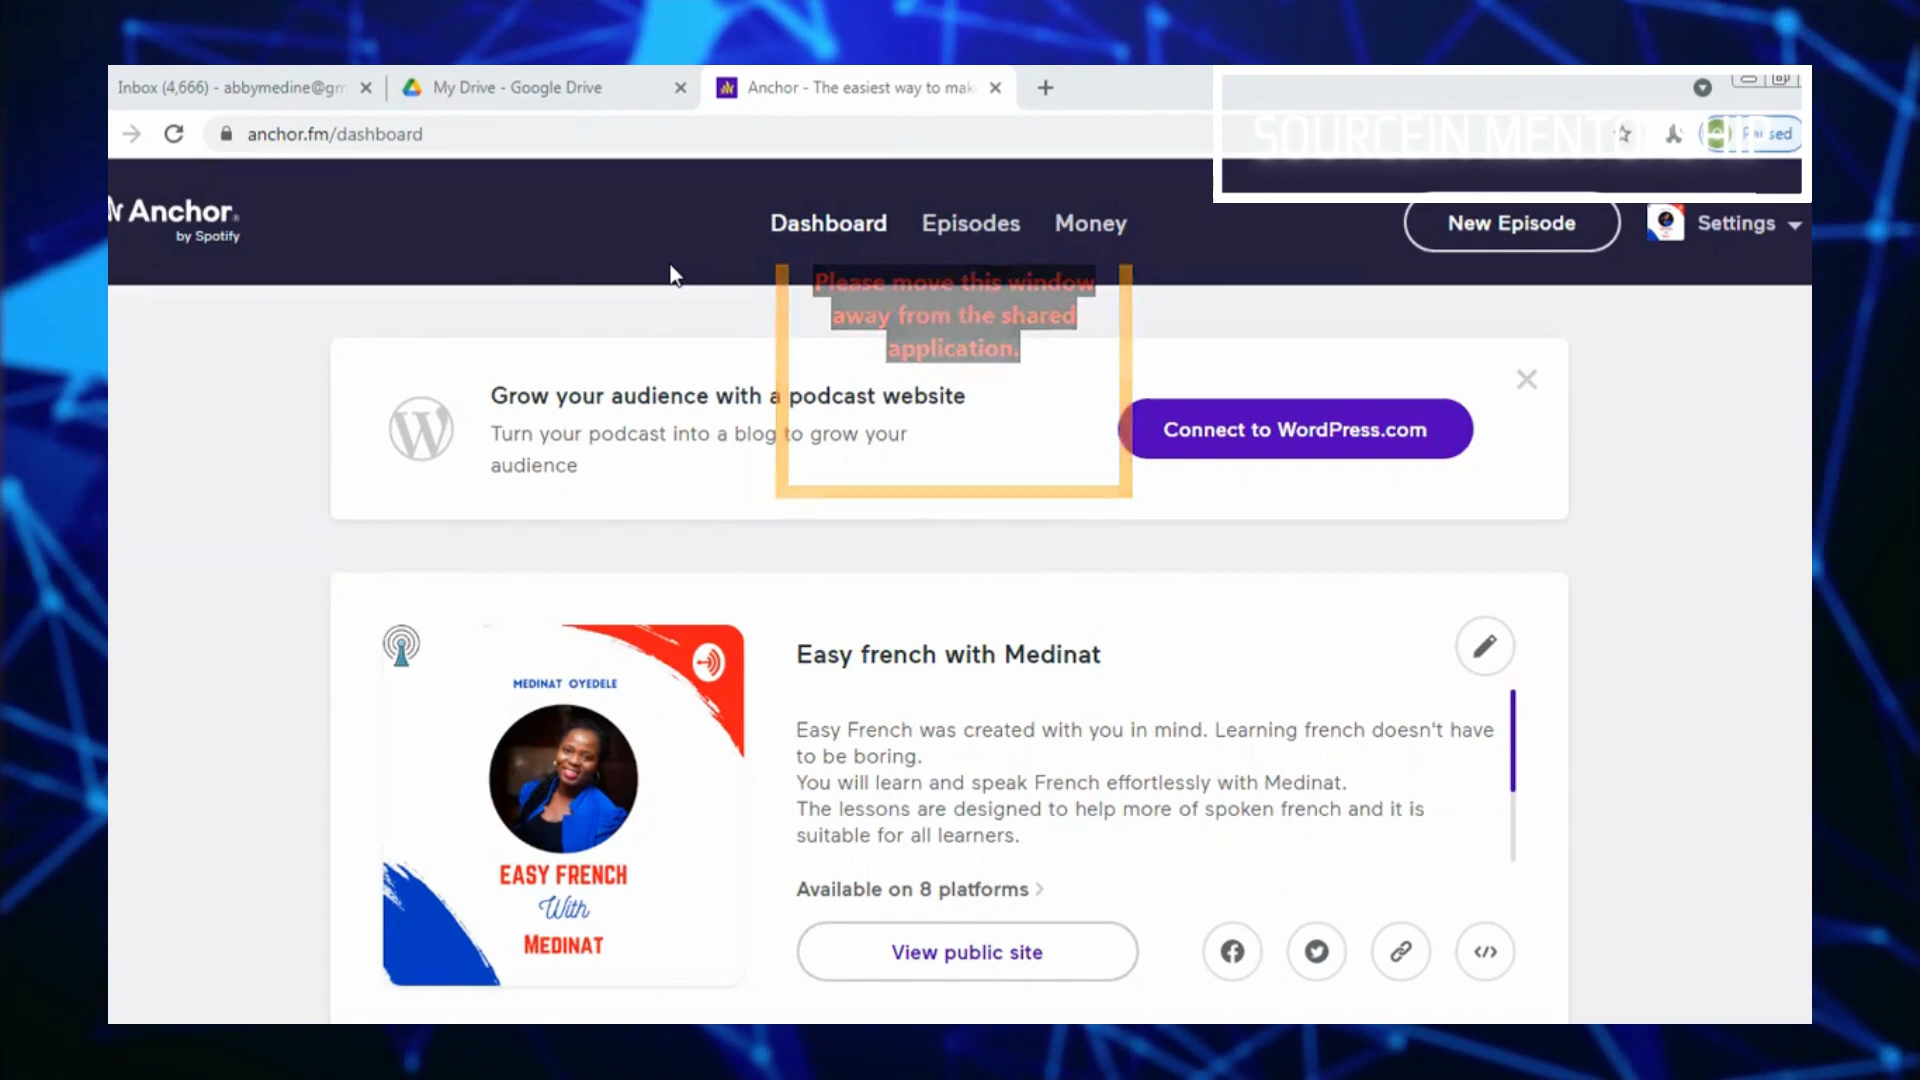 Inbox (4,666) - abbymedine@gm
My Drive - Google Drive
Anchor - The easiest way to mak
anchor.fm/dashboard
SOURCEIN MENTORSHIP
Paused
Anchor
by Spotify
Dashboard
Episodes
Money
New Episode
Settings
Please move this window
away from the shared
application.
Grow your audience with a podcast website
Turn your podcast into a blog to grow your
audience
Connect to WordPress.com
MEDINAT OYEDELE
EASY FRENCH
With
MEDINAT
Easy french with Medinat
Easy French was created with you in mind. Learning french doesn't have
to be boring.
You will learn and speak French effortlessly with Medinat.
The lessons are designed to help more of spoken french and it is
suitable for all learners.
Available on 8 platforms >
View public site